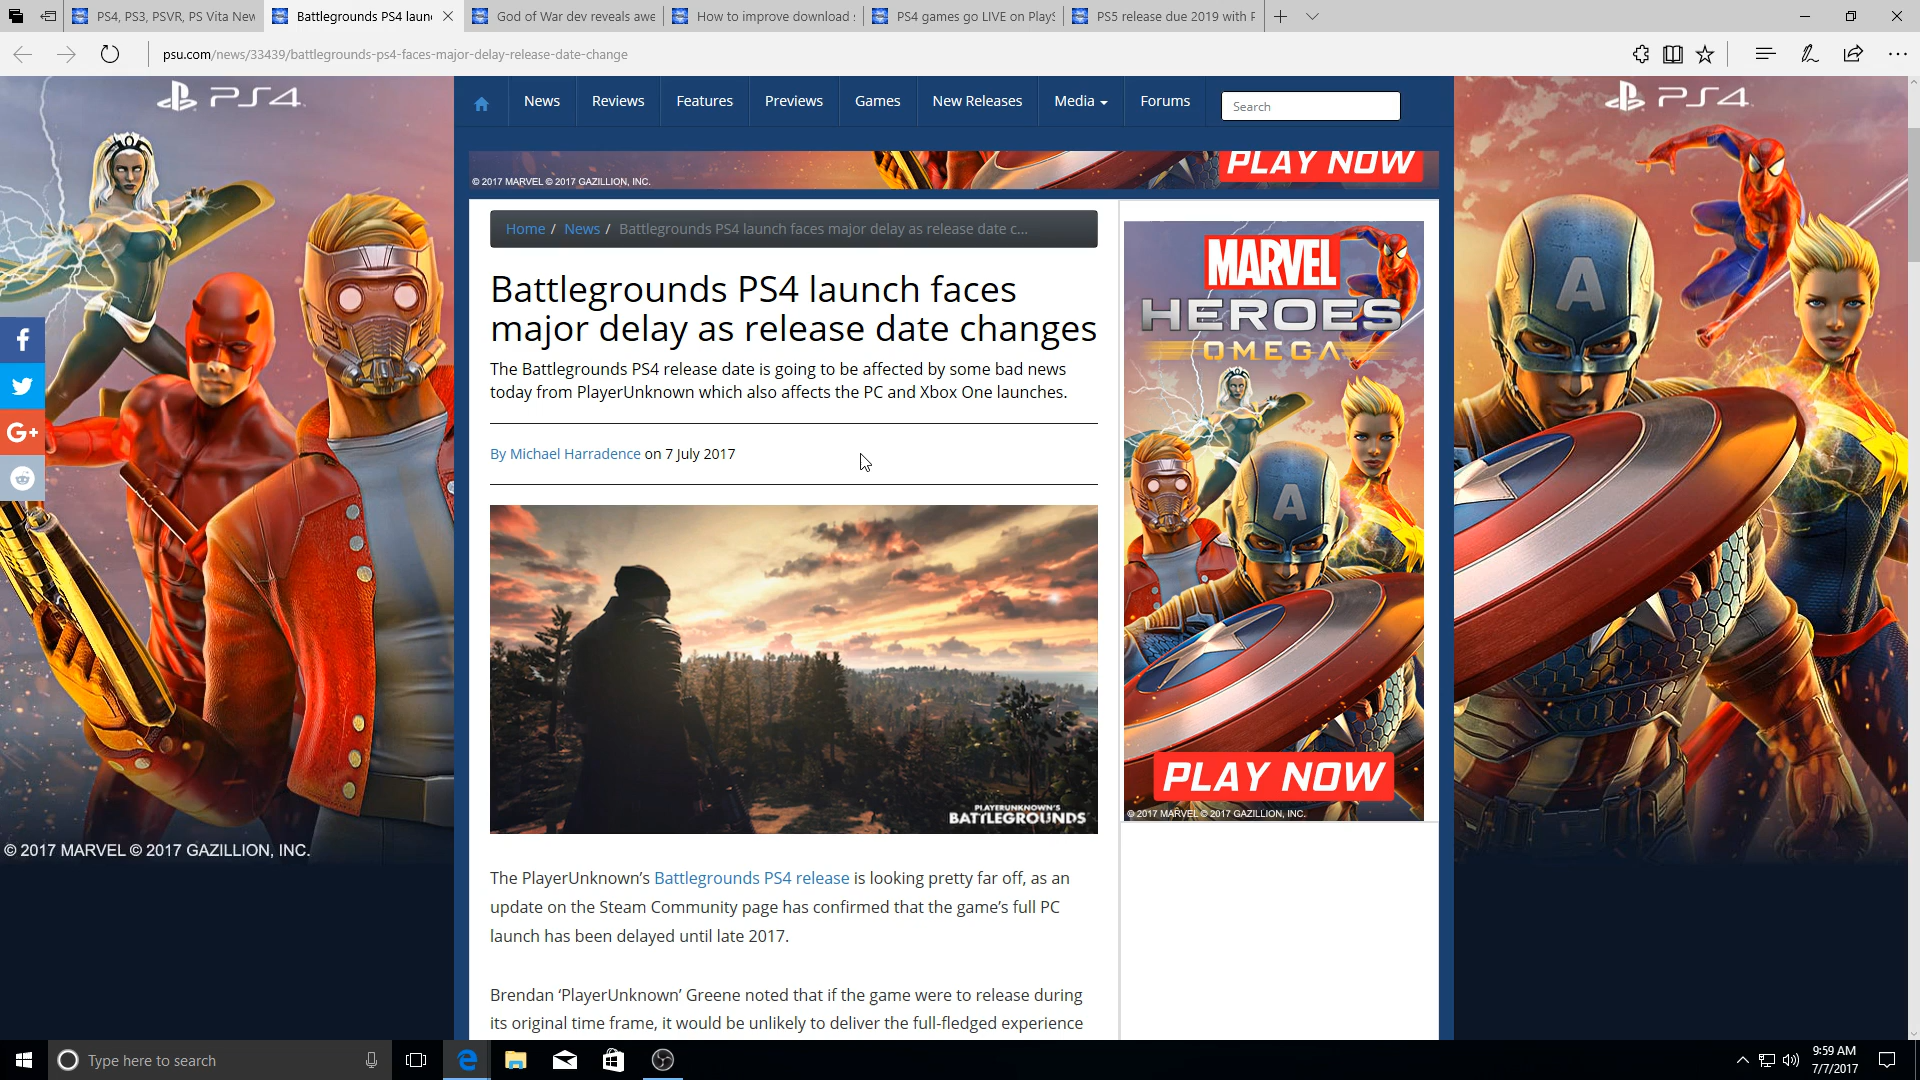 PS4, PS3, PSVR, PS Vita New
Battlegrounds PS4 laun
God of War dev reveals awe
How to improve download
PS4 games go LIVE on PlayS
PS5 release due 2019 with F
psu.com/news/33439/battlegrounds-ps4-faces-major-delay-release-date-change
PS4
PS4
News
Reviews
Features
Previews
Games
New Releases
Media
Forums
Search
PLAY NOW
© 2017 MARVEL © 2017 GAZILLION, INC.
Home / News / Battlegrounds PS4 launch faces major delay as release date c...
Battlegrounds PS4 launch faces
major delay as release date changes
The Battlegrounds PS4 release date is going to be affected by some bad news
today from PlayerUnknown which also affects the PC and Xbox One launches.
By Michael Harradence on 7 July 2017
PLAYERUNKNOWN'S
BATTLEGROUNDS
The PlayerUnknown’s Battlegrounds PS4 release is looking pretty far off, as an
update on the Steam Community page has confirmed that the game’s full PC
launch has been delayed until late 2017.
Brendan ‘PlayerUnknown’ Greene noted that if the game were to release during
its original time frame, it would be unlikely to deliver the full-fledged experience
MARVEL
HEROES
OMEGA
A
PLAY NOW
© 2017 MARVEL © 2017 GAZILLION, INC.
A
G+
© 2017 MARVEL © 2017 GAZILLION, INC.
Type here to search
9:59 AM
7/7/2017